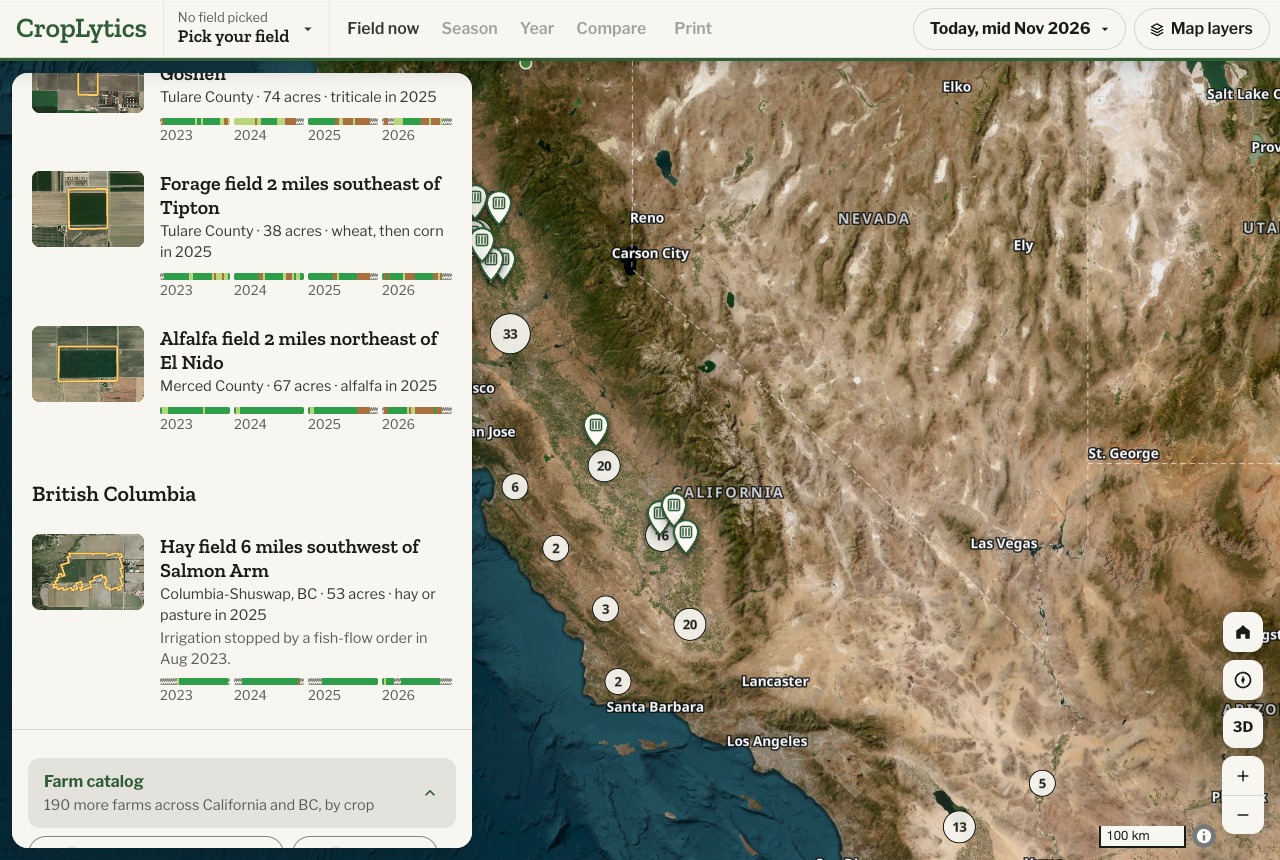 CropLytics
No field picked
Pick your field
Field now
Season
Year
Compare
Print
Today, mid Nov 2026
Map layers
Goshen
Tulare County · 74 acres · triticale in 2025
2023 2024 2025 2026
Forage field 2 miles southeast of
Tipton
Tulare County · 38 acres · wheat, then corn
in 2025
2023 2024 2025 2026
Alfalfa field 2 miles northeast of
El Nido
Merced County · 67 acres · alfalfa in 2025
2023 2024 2025 2026
British Columbia
Hay field 6 miles southwest of
Salmon Arm
Columbia-Shuswap, BC · 53 acres · hay or
pasture in 2025
Irrigation stopped by a fish-flow order in
Aug 2023.
2023 2024 2025 2026
Farm catalog
190 more farms across California and BC, by crop
Elko
Salt Lake C
Prov
Reno
NEVADA
UTA
Carson City
Ely
33
sco
n Jose
St. George
20
6
CALIFORNIA
16
2
Las Vegas
3
20
gst
2
Lancaster
Santa Barbara
ARIZO
3D
Los Angeles
5
+
−
13
100 km